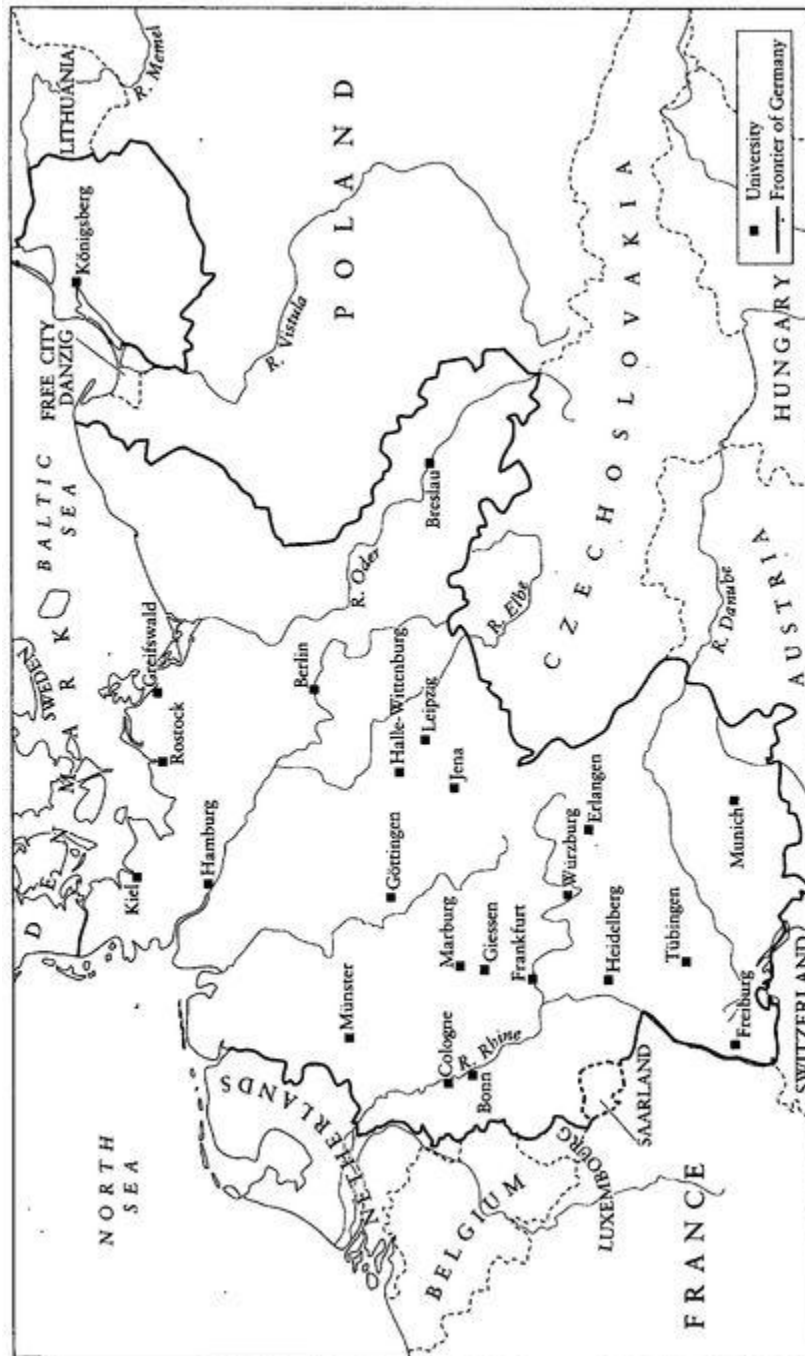 NORTH
SEA
DENMARK
SWEDEN
BALTIC
SEA
FREE CITY
DANZIG
LITHUANIA
R. Memel
Königsberg
Kiel
Rostock
Greifswald
Hamburg
NETHERLANDS
Münster
Göttingen
Berlin
Halle-Wittenburg
Leipzig
Jena
R. Oder
Breslau
R. Vistula
POLAND
BELGIUM
Cologne
Bonn
R. Rhine
Marburg
Giessen
Frankfurt
Würzburg
Erlangen
R. Elbe
CZECHOSLOVAKIA
LUXEMBOURG
SAARLAND
Heidelberg
Tübingen
FRANCE
Freiburg
Munich
SWITZERLAND
R. Danube
AUSTRIA
HUNGARY
University
Frontier of Germany